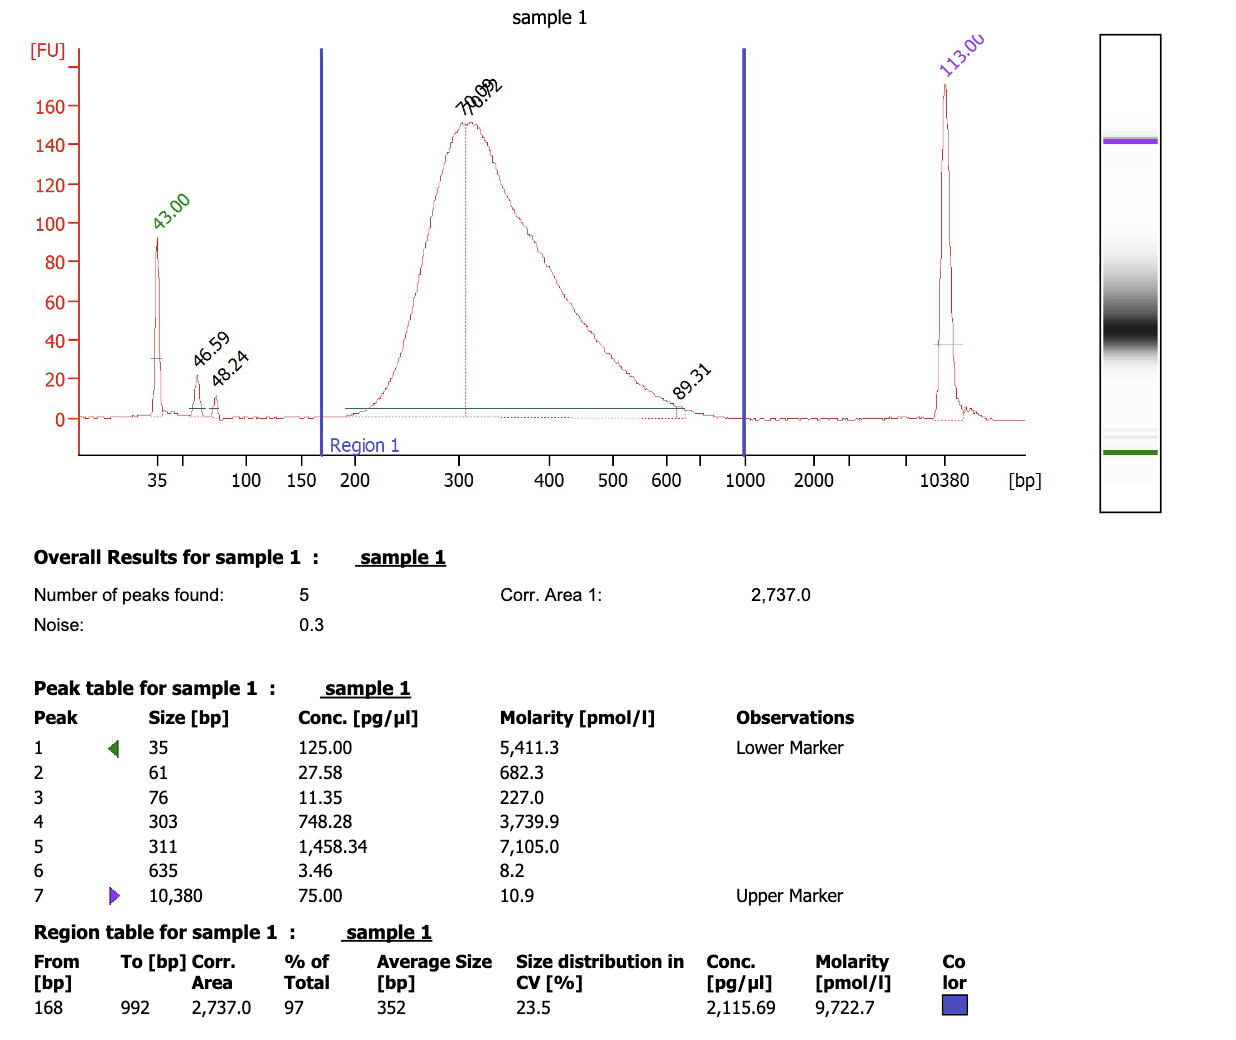 sample 1
[FU]
160
140
120
100
80
60
40
20
0
43.00
46.59
48.24
70.09
70.72
89.31
113.00
Region 1
35 100 150 200 300 400 500 600 1000 2000 10380 [bp]
Overall Results for sample 1 : sample 1
Number of peaks found: 5 Corr. Area 1: 2,737.0
Noise: 0.3
Peak table for sample 1 : sample 1
Peak Size [bp] Conc. [pg/µl] Molarity [pmol/l] Observations
1 35 125.00 5,411.3 Lower Marker
2 61 27.58 682.3
3 76 11.35 227.0
4 303 748.28 3,739.9
5 311 1,458.34 7,105.0
6 635 3.46 8.2
7 10,380 75.00 10.9 Upper Marker
Region table for sample 1 : sample 1
From To [bp] Corr. % of Average Size Size distribution in Conc. Molarity Co
[bp] Area Total [bp] CV [%] [pg/µl] [pmol/l] lor
168 992 2,737.0 97 352 23.5 2,115.69 9,722.7